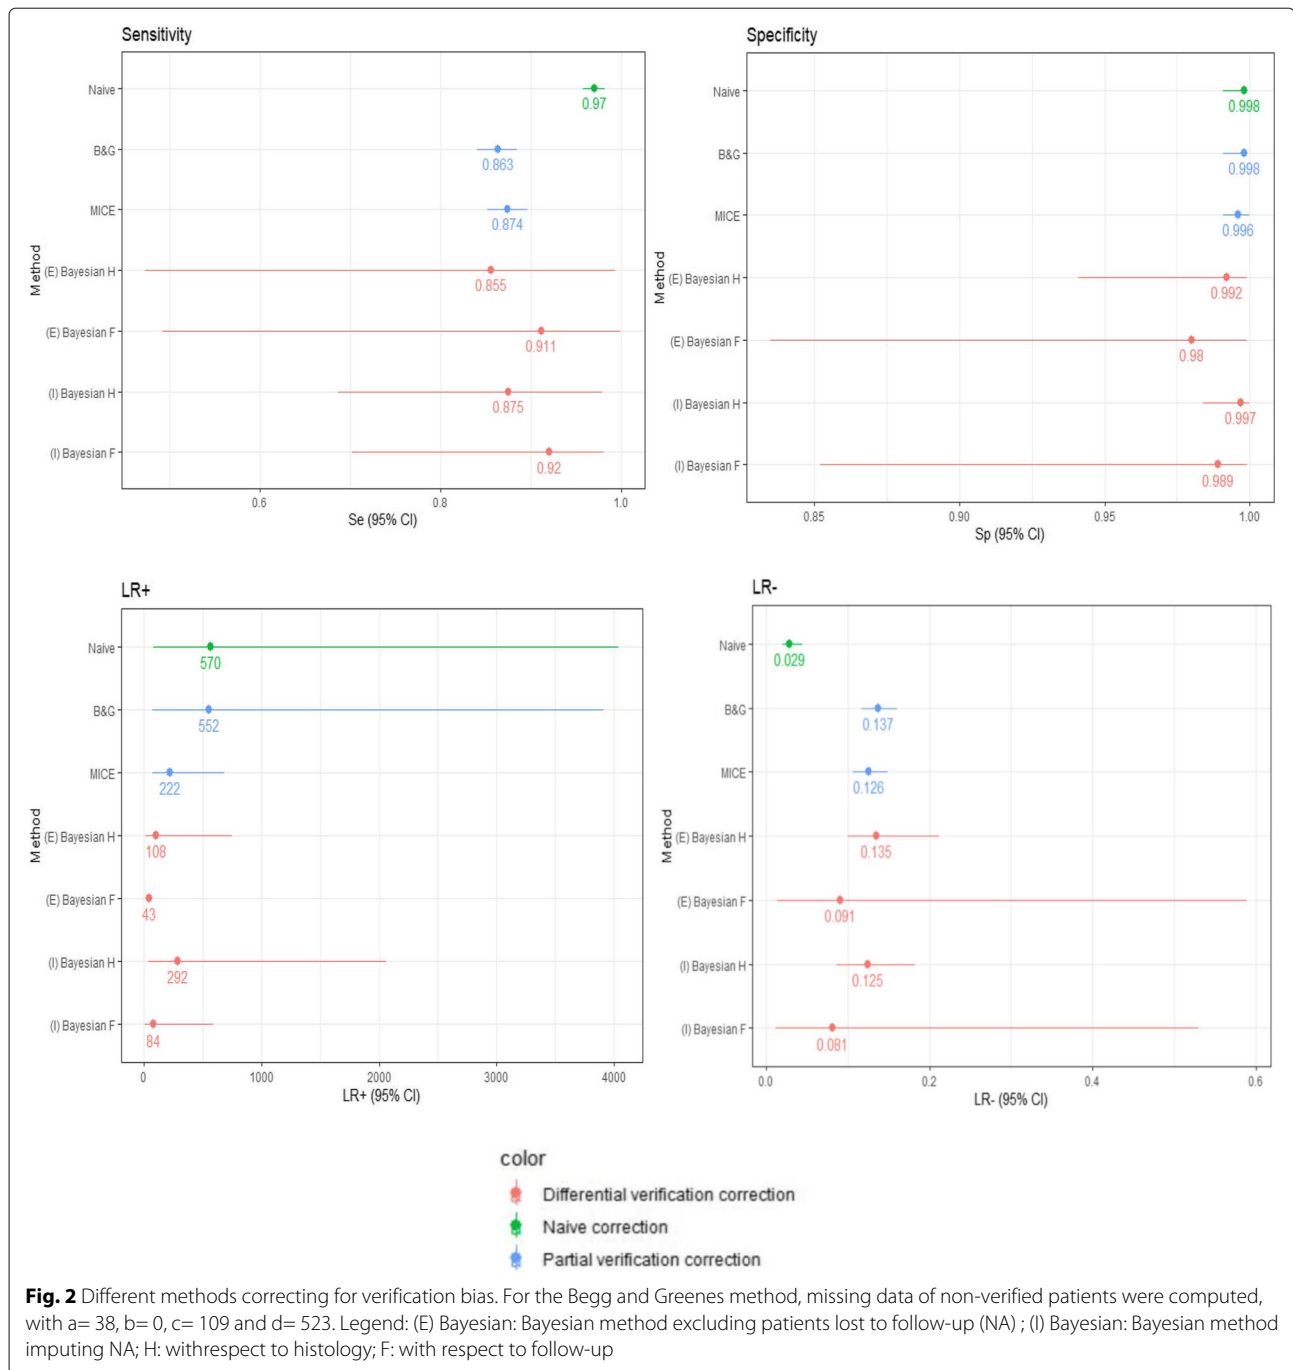 Sensitivity
Naive
0.97
B&G
0.863
MICE
0.874
(E) Bayesian H
0.855
(E) Bayesian F
0.911
(I) Bayesian H
0.875
(I) Bayesian F
0.92
Method
0.6 0.8 1.0
Se (95% CI)
Specificity
Naive
0.998
B&G
0.998
MICE
0.996
(E) Bayesian H
0.992
(E) Bayesian F
0.98
(I) Bayesian H
0.997
(I) Bayesian F
0.989
Method
0.85 0.90 0.95 1.00
Sp (95% CI)
LR+
Naive
570
B&G
552
MICE
222
(E) Bayesian H
108
(E) Bayesian F
43
(I) Bayesian H
292
(I) Bayesian F
84
Method
0 1000 2000 3000 4000
LR+ (95% CI)
LR-
Naive
0.029
B&G
0.137
MICE
0.126
(E) Bayesian H
0.135
(E) Bayesian F
0.091
(I) Bayesian H
0.125
(I) Bayesian F
0.081
Method
0.0 0.2 0.4 0.6
LR- (95% CI)
color
Differential verification correction
Naive correction
Partial verification correction
Fig. 2 Different methods correcting for verification bias. For the Begg and Greenes method, missing data of non-verified patients were computed,
with a= 38, b= 0, c= 109 and d= 523. Legend: (E) Bayesian: Bayesian method excluding patients lost to follow-up (NA) ; (I) Bayesian: Bayesian method
imputing NA; H: withrespect to histology; F: with respect to follow-up